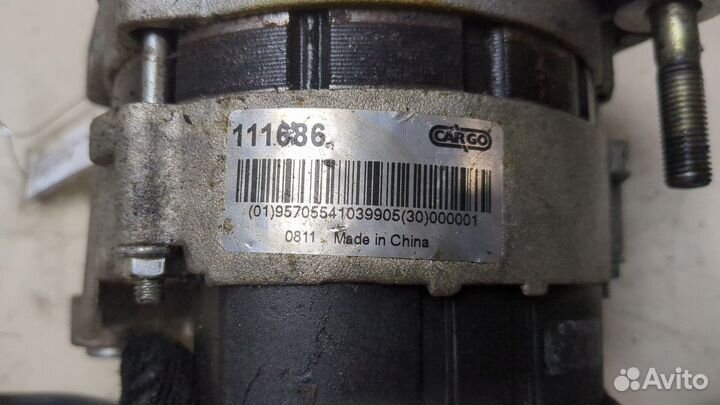 111686
CARGO
(01)95705541039905(30)000001
0811 Made in China
Avito